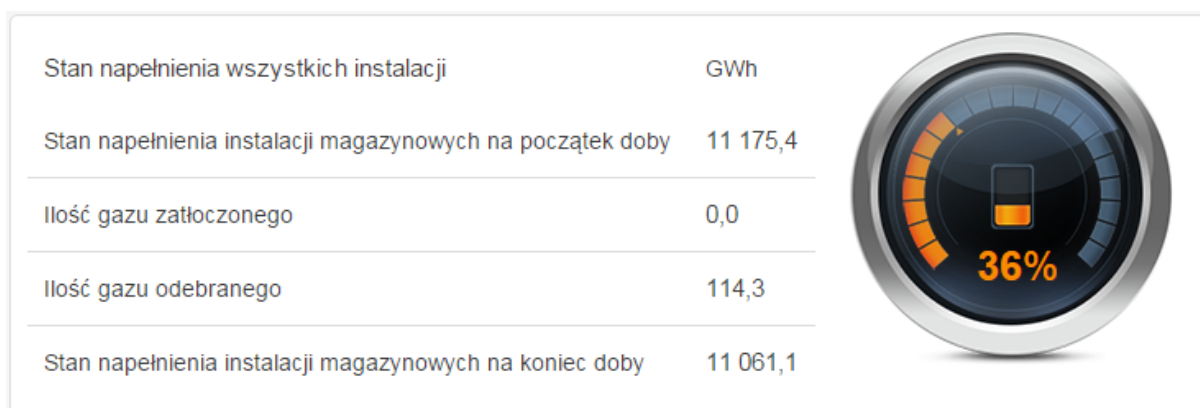 Stan napełnienia wszystkich instalacji GWh
Stan napełnienia instalacji magazynowych na początek doby 11 175,4
Ilość gazu zatłoczonego 0,0
Ilość gazu odebranego 114,3
36%
Stan napełnienia instalacji magazynowych na koniec doby 11 061,1